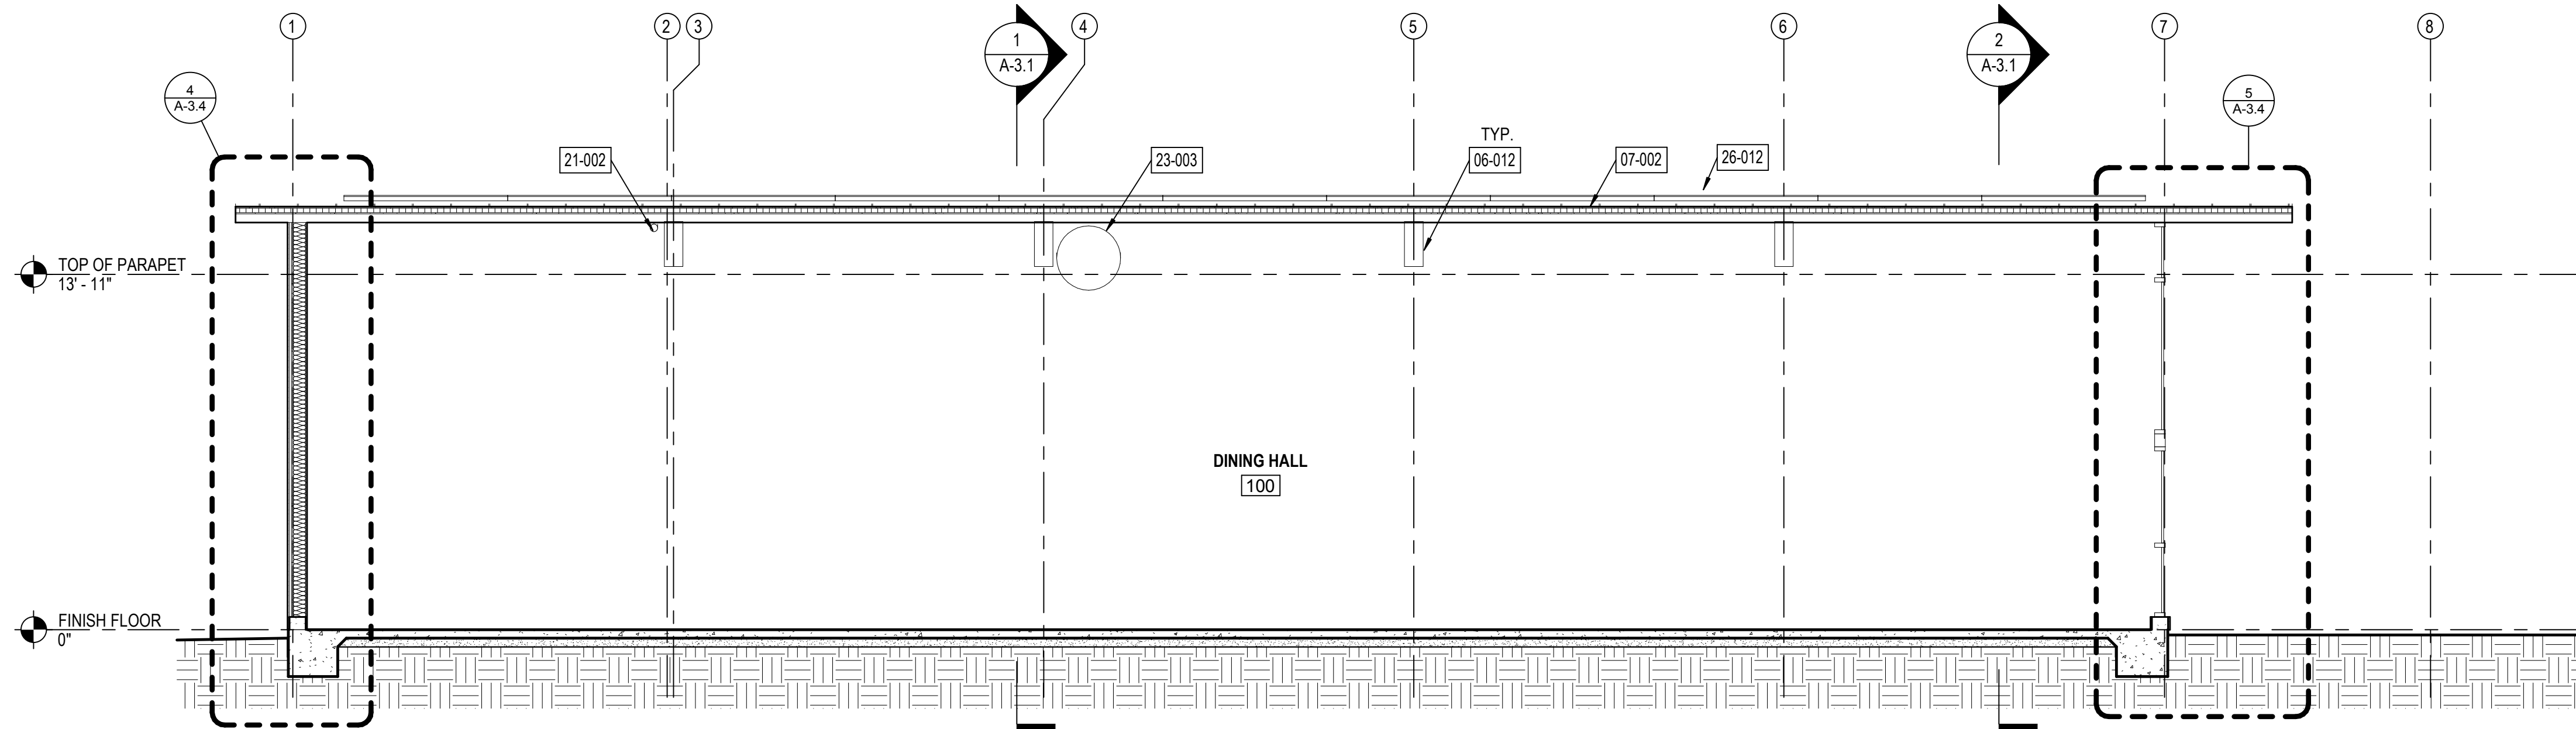 1
2
3
1
A-3.1
4
5
6
2
A-3.1
7
8
4
A-3.4
5
A-3.4
TYP.
21-002
23-003
06-012
07-002
26-012
TOP OF PARAPET
13' - 11"
DINING HALL
100
FINISH FLOOR
0"